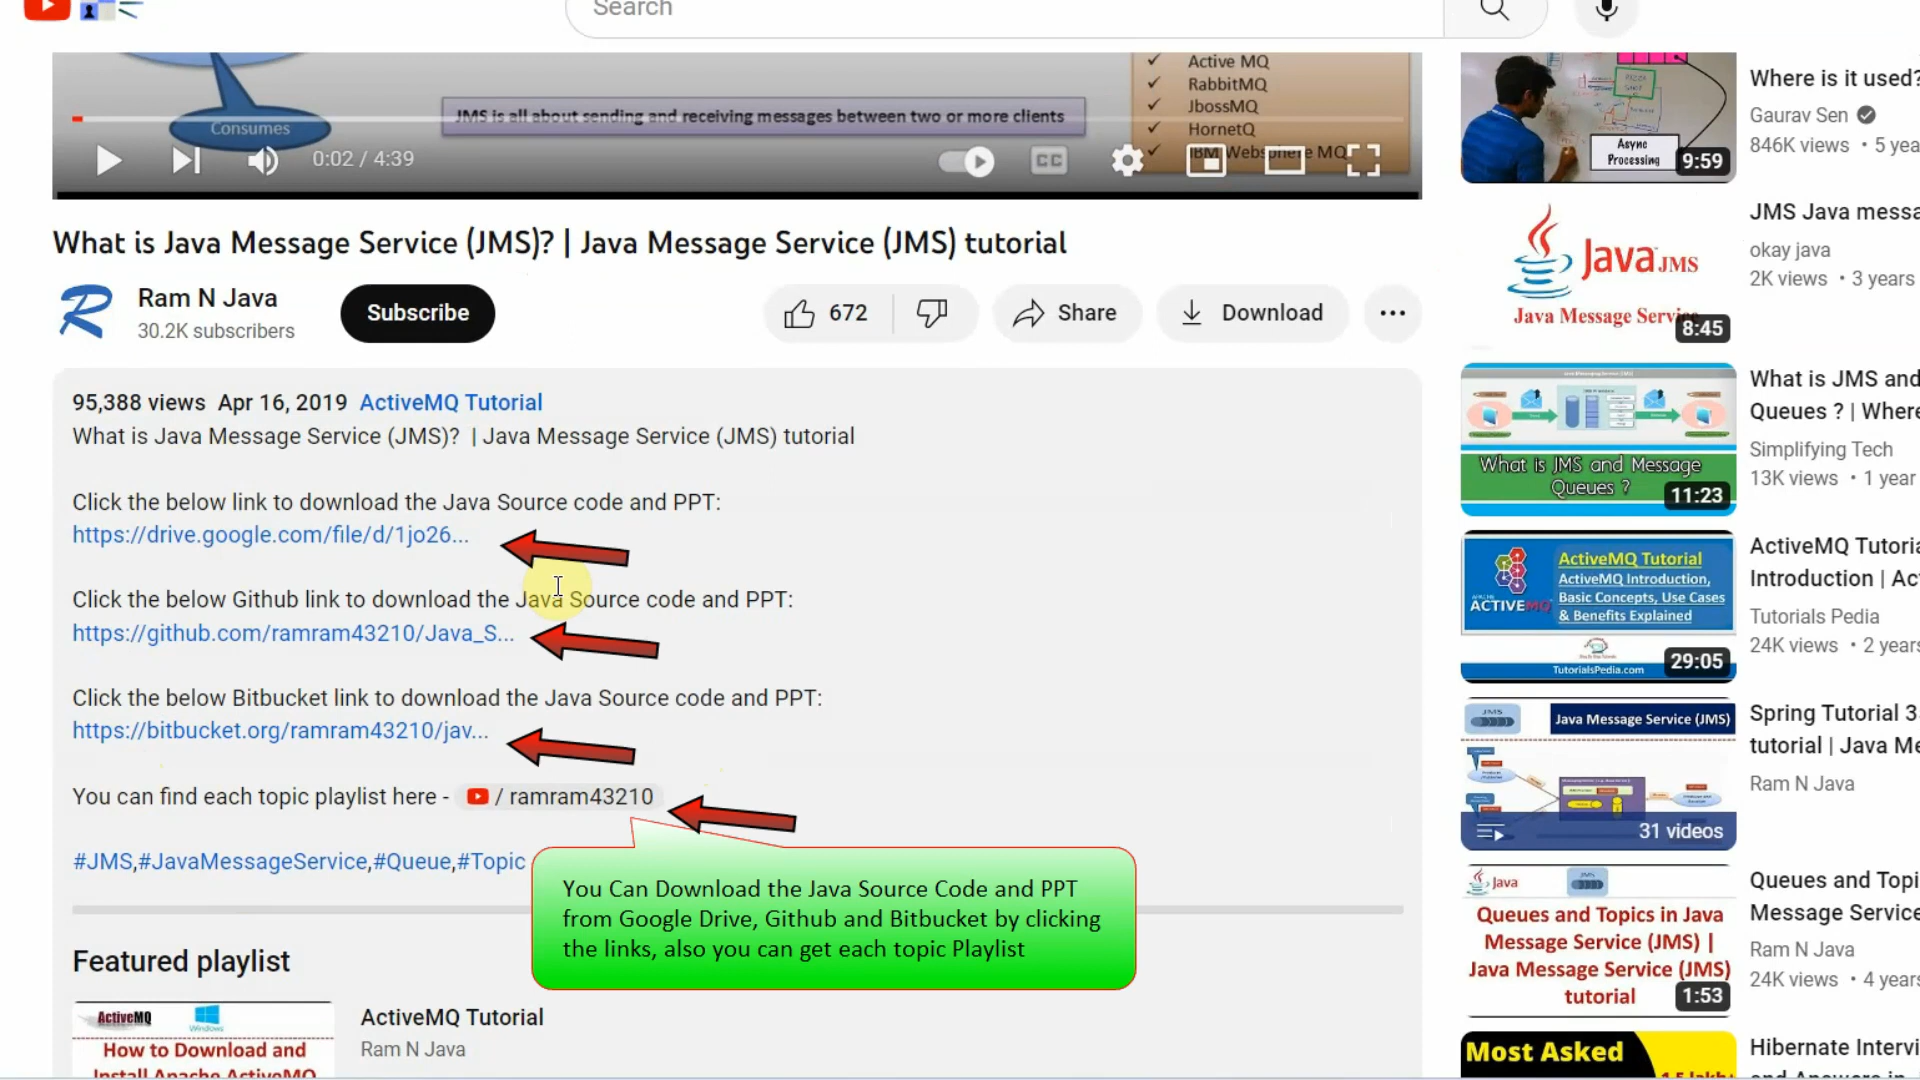 Search
Consumes
JMS is all about sending and receiving messages between two or more clients
Active MQ
RabbitMQ
JbossMQ
HornetQ
IBM Websphere MQ
0:02 / 4:39
CC
What is Java Message Service (JMS)? | Java Message Service (JMS) tutorial
Ram N Java
30.2K subscribers
Subscribe
672
Share
Download
95,388 views Apr 16, 2019 ActiveMQ Tutorial
What is Java Message Service (JMS)? | Java Message Service (JMS) tutorial
Click the below link to download the Java Source code and PPT:
https://drive.google.com/file/d/1jo26...
Click the below Github link to download the Java Source code and PPT:
https://github.com/ramram43210/Java_S...
Click the below Bitbucket link to download the Java Source code and PPT:
https://bitbucket.org/ramram43210/jav...
You can find each topic playlist here - / ramram43210
#JMS,#JavaMessageService,#Queue,#Topic
You Can Download the Java Source Code and PPT
from Google Drive, Github and Bitbucket by clicking
the links, also you can get each topic Playlist
Featured playlist
ActiveMQ
Windows
How to Download and
Install Apache ActiveMQ
ActiveMQ Tutorial
Ram N Java
Async
Processing
9:59
Where is it used?
Gaurav Sen
846K views • 5 yea
Java JMS
Java Message Service
8:45
JMS Java messa
okay java
2K views • 3 years
What is JMS and Message
Queues ?
11:23
What is JMS and
Queues ? | Where
Simplifying Tech
13K views • 1 year
ActiveMQ Tutorial
ActiveMQ Introduction,
Basic Concepts, Use Cases
& Benefits Explained
ACTIVEMQ
TutorialsPedia.com
29:05
ActiveMQ Tutoria
Introduction | Ac
Tutorials Pedia
24K views • 2 years
JMS
Java Message Service (JMS)
31 videos
Spring Tutorial 3
tutorial | Java Me
Ram N Java
Java
JMS
Queues and Topics in Java
Message Service (JMS) |
Java Message Service (JMS)
tutorial
1:53
Queues and Topi
Message Service
Ram N Java
24K views • 4 years
Most Asked
Hibernate Intervi